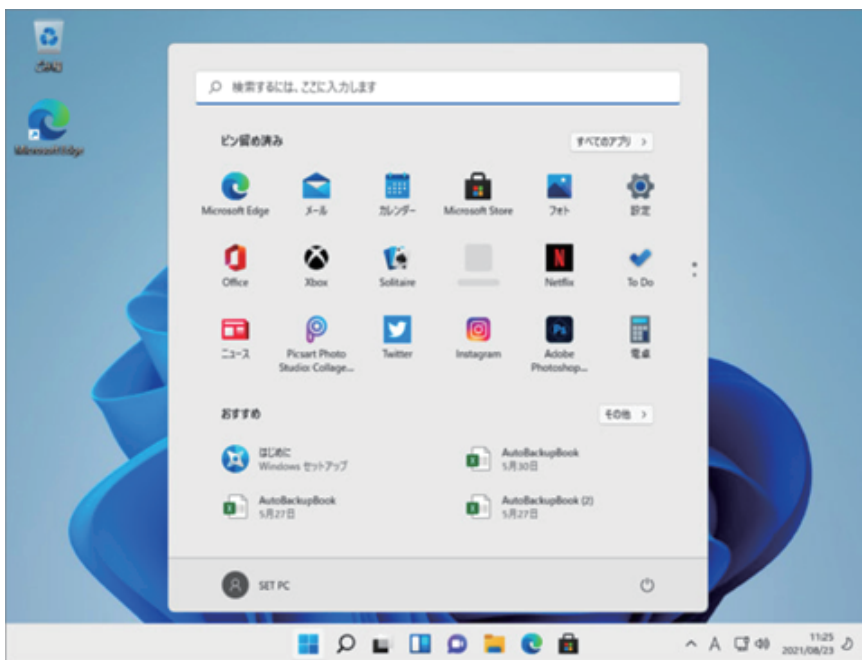 ごみ箱
Microsoft Edge
検索するには、ここに入力します
ピン留め済み
すべてのアプリ >
Microsoft Edge
メール
カレンダー
Microsoft Store
フォト
設定
Office
Xbox
Solitaire
Netflix
To Do
ニュース
Picsart Photo
Studio: Collage...
Twitter
Instagram
Adobe
Photoshop...
電卓
おすすめ
その他 >
はじめに
Windows セットアップ
AutoBackupBook
5月30日
AutoBackupBook
5月27日
AutoBackupBook (2)
5月27日
SET PC
A
11:25
2021/08/23